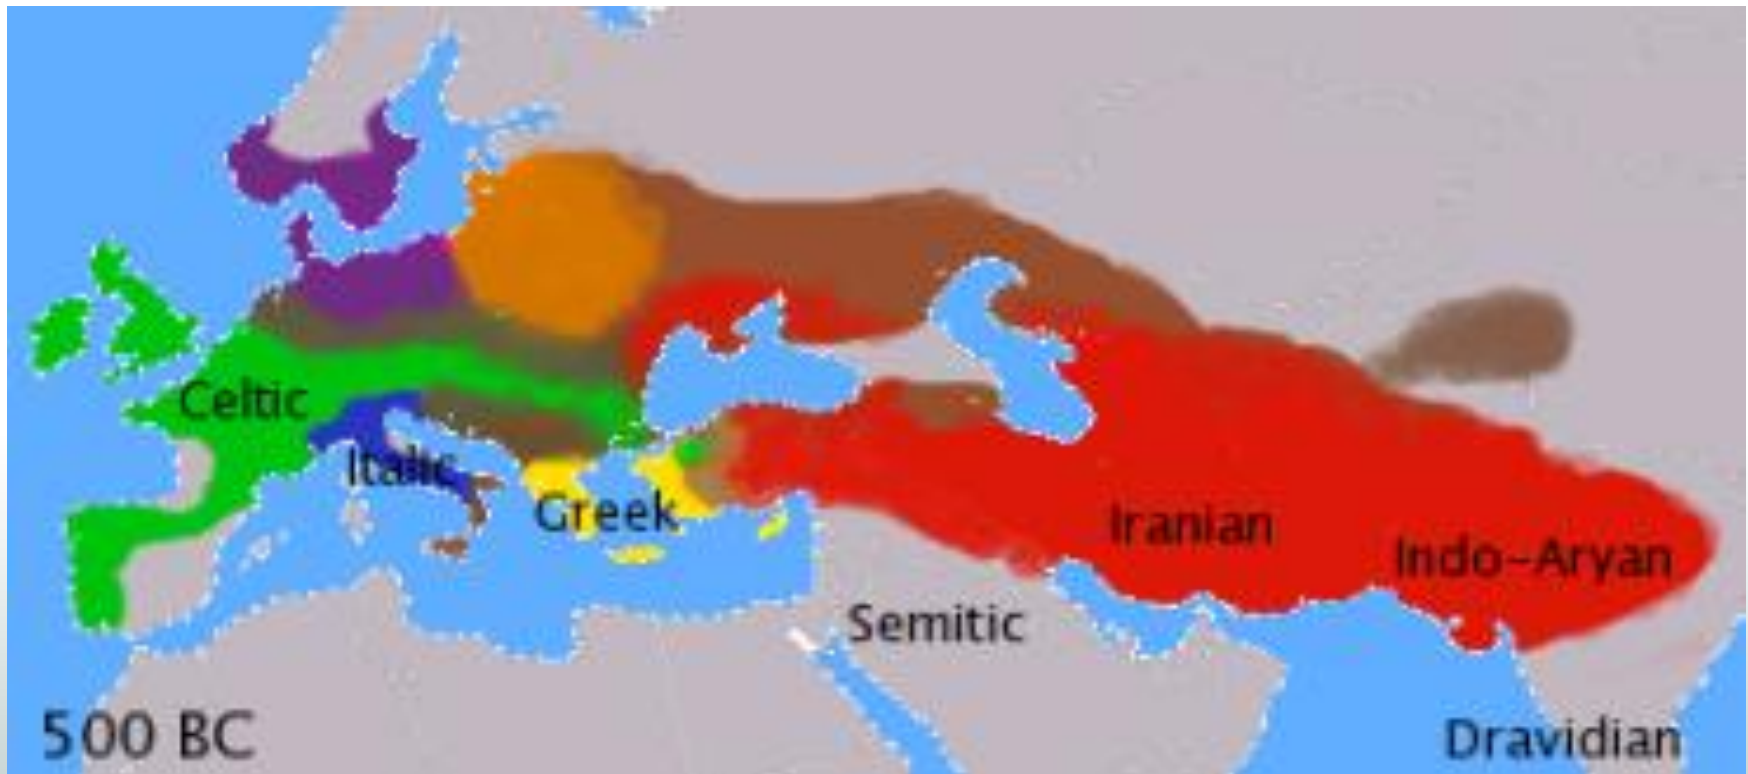 Celtic
Italic
Greek
Iranian
Indo-Aryan
Semitic
500 BC
Dravidian